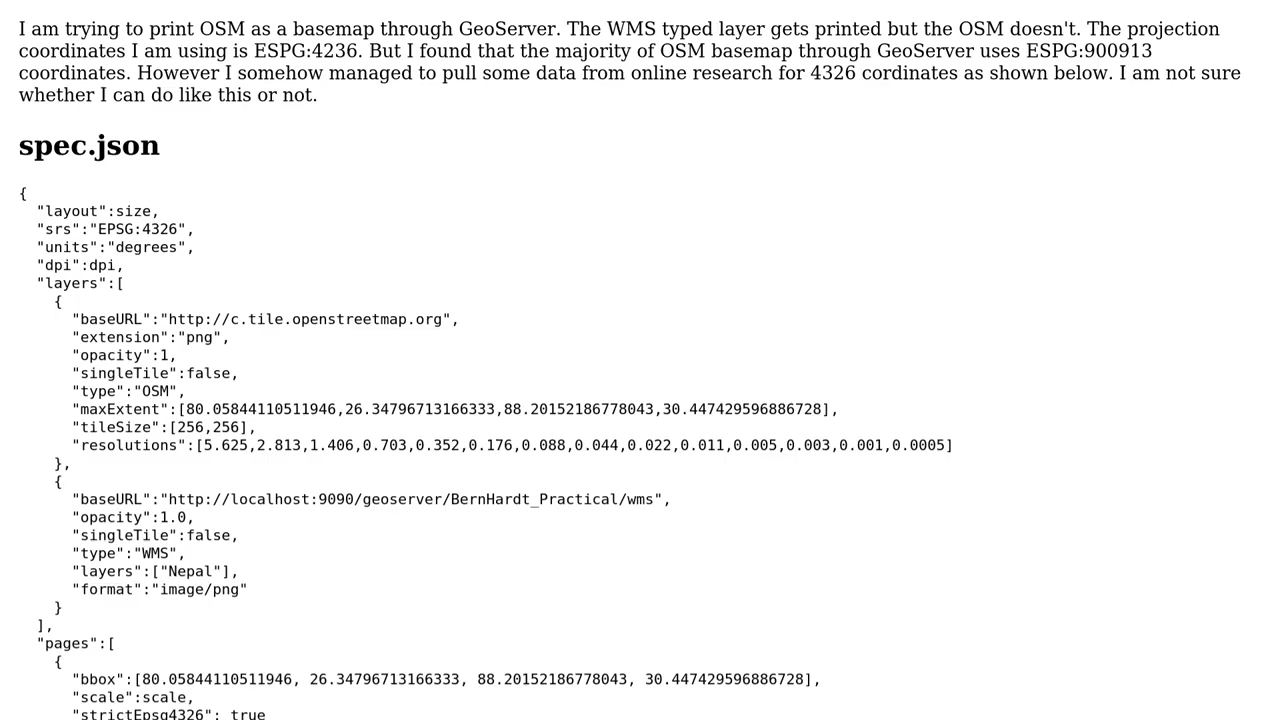 I am trying to print OSM as a basemap through GeoServer. The WMS typed layer gets printed but the OSM doesn't. The projection
coordinates I am using is ESPG:4236. But I found that the majority of OSM basemap through GeoServer uses ESPG:900913
coordinates. However I somehow managed to pull some data from online research for 4326 cordinates as shown below. I am not sure
whether I can do like this or not.
spec.json
{
  "layout":size,
  "srs":"EPSG:4326",
  "units":"degrees",
  "dpi":dpi,
  "layers":[
    {
      "baseURL":"http://c.tile.openstreetmap.org",
      "extension":"png",
      "opacity":1,
      "singleTile":false,
      "type":"OSM",
      "maxExtent":[80.05844110511946,26.34796713166333,88.20152186778043,30.447429596886728],
      "tileSize":[256,256],
      "resolutions":[5.625,2.813,1.406,0.703,0.352,0.176,0.088,0.044,0.022,0.011,0.005,0.003,0.001,0.0005]
    },
    {
      "baseURL":"http://localhost:9090/geoserver/BernHardt_Practical/wms",
      "opacity":1.0,
      "singleTile":false,
      "type":"WMS",
      "layers":["Nepal"],
      "format":"image/png"
    }
  ],
  "pages":[
    {
      "bbox":[80.05844110511946, 26.34796713166333, 88.20152186778043, 30.447429596886728],
      "scale":scale,
      "strictEpsg4326": true